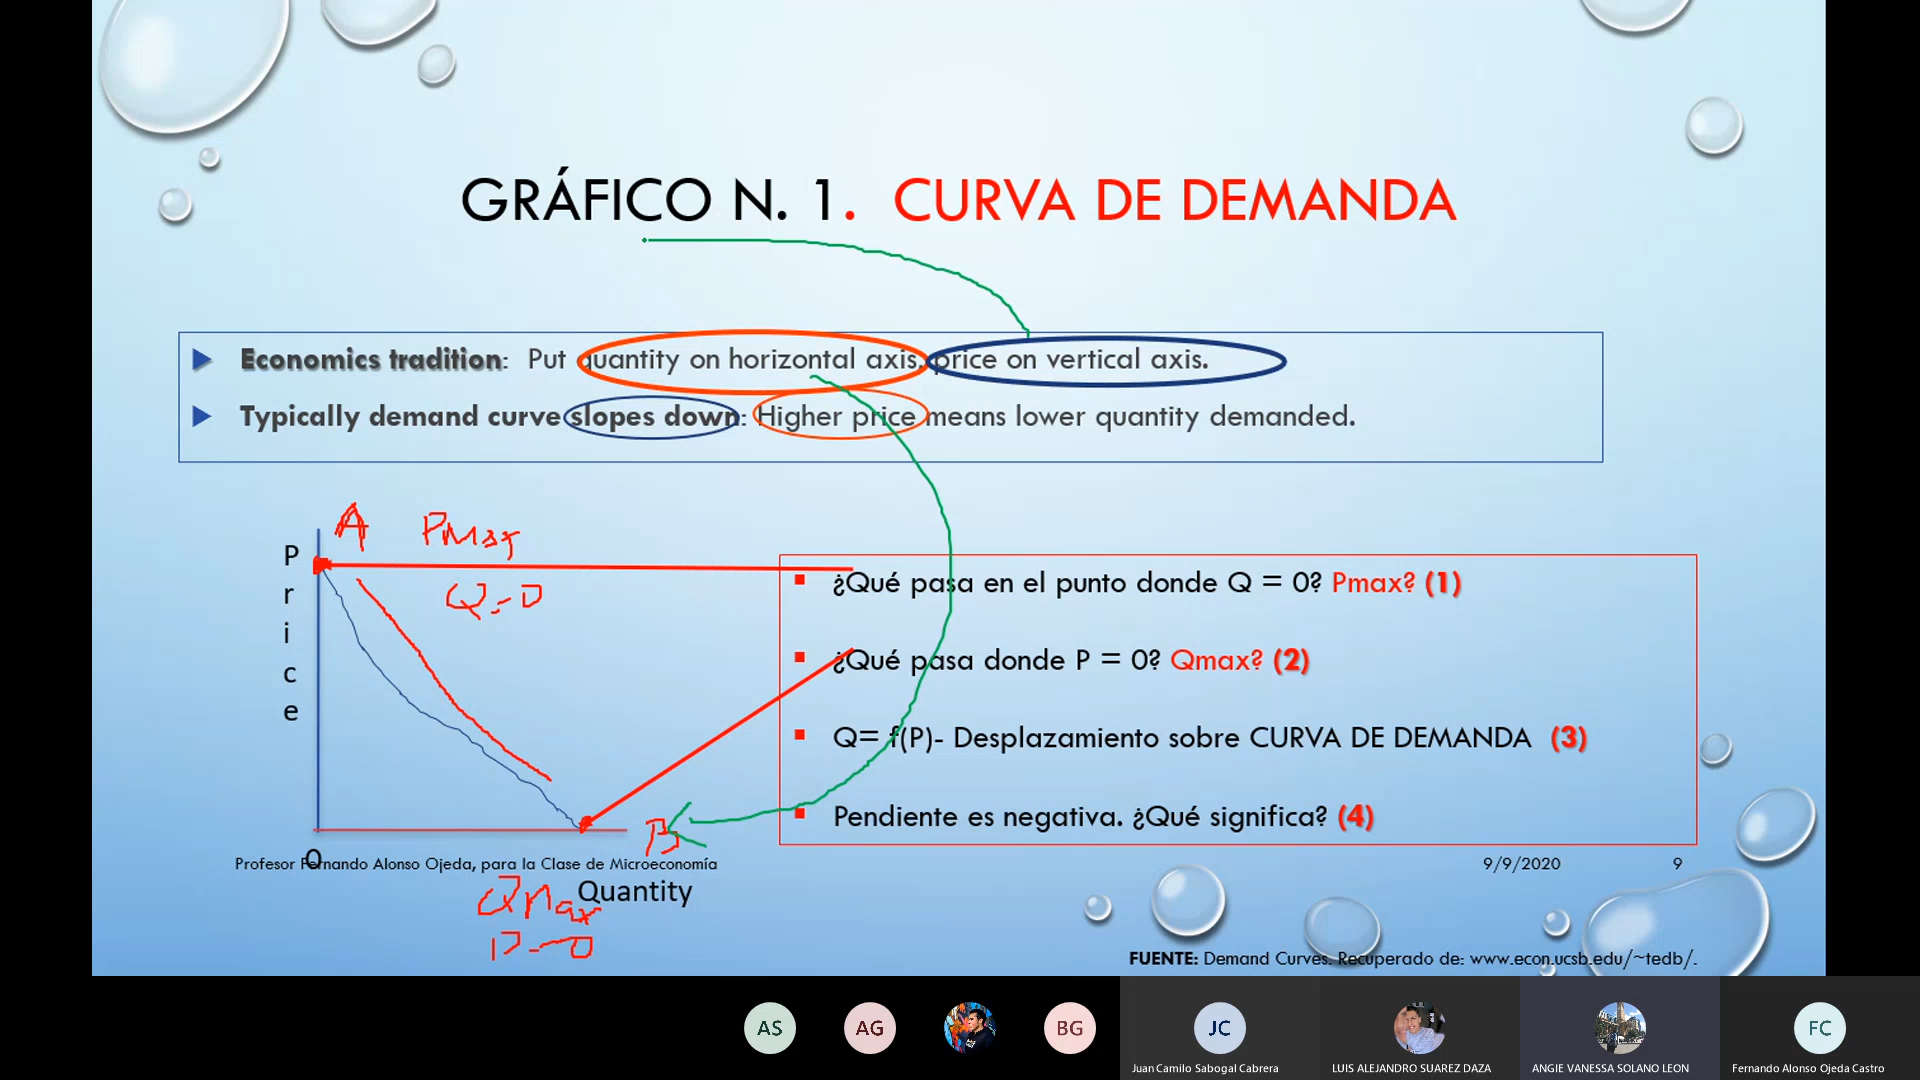 GRÁFICO N. 1. CURVA DE DEMANDA
Economics tradition: Put quantity on horizontal axis, price on vertical axis.
Typically demand curve slopes down: Higher price means lower quantity demanded.
A Pmax
Q=0
Price
¿Qué pasa en el punto donde Q = 0? Pmax? (1)
¿Qué pasa donde P = 0? Qmax? (2)
Q= f(P)- Desplazamiento sobre CURVA DE DEMANDA (3)
Pendiente es negativa. ¿Qué significa? (4)
B
0
Profesor Fernando Alonso Ojeda, para la Clase de Microeconomía
9/9/2020
9
Quantity
Qmax
P=0
FUENTE: Demand Curves. Recuperado de: www.econ.ucsb.edu/~tedb/.
AS
AG
BG
JC
FC
Juan Camilo Sabogal Cabrera
LUIS ALEJANDRO SUAREZ DAZA
ANGIE VANESSA SOLANO LEON
Fernando Alonso Ojeda Castro